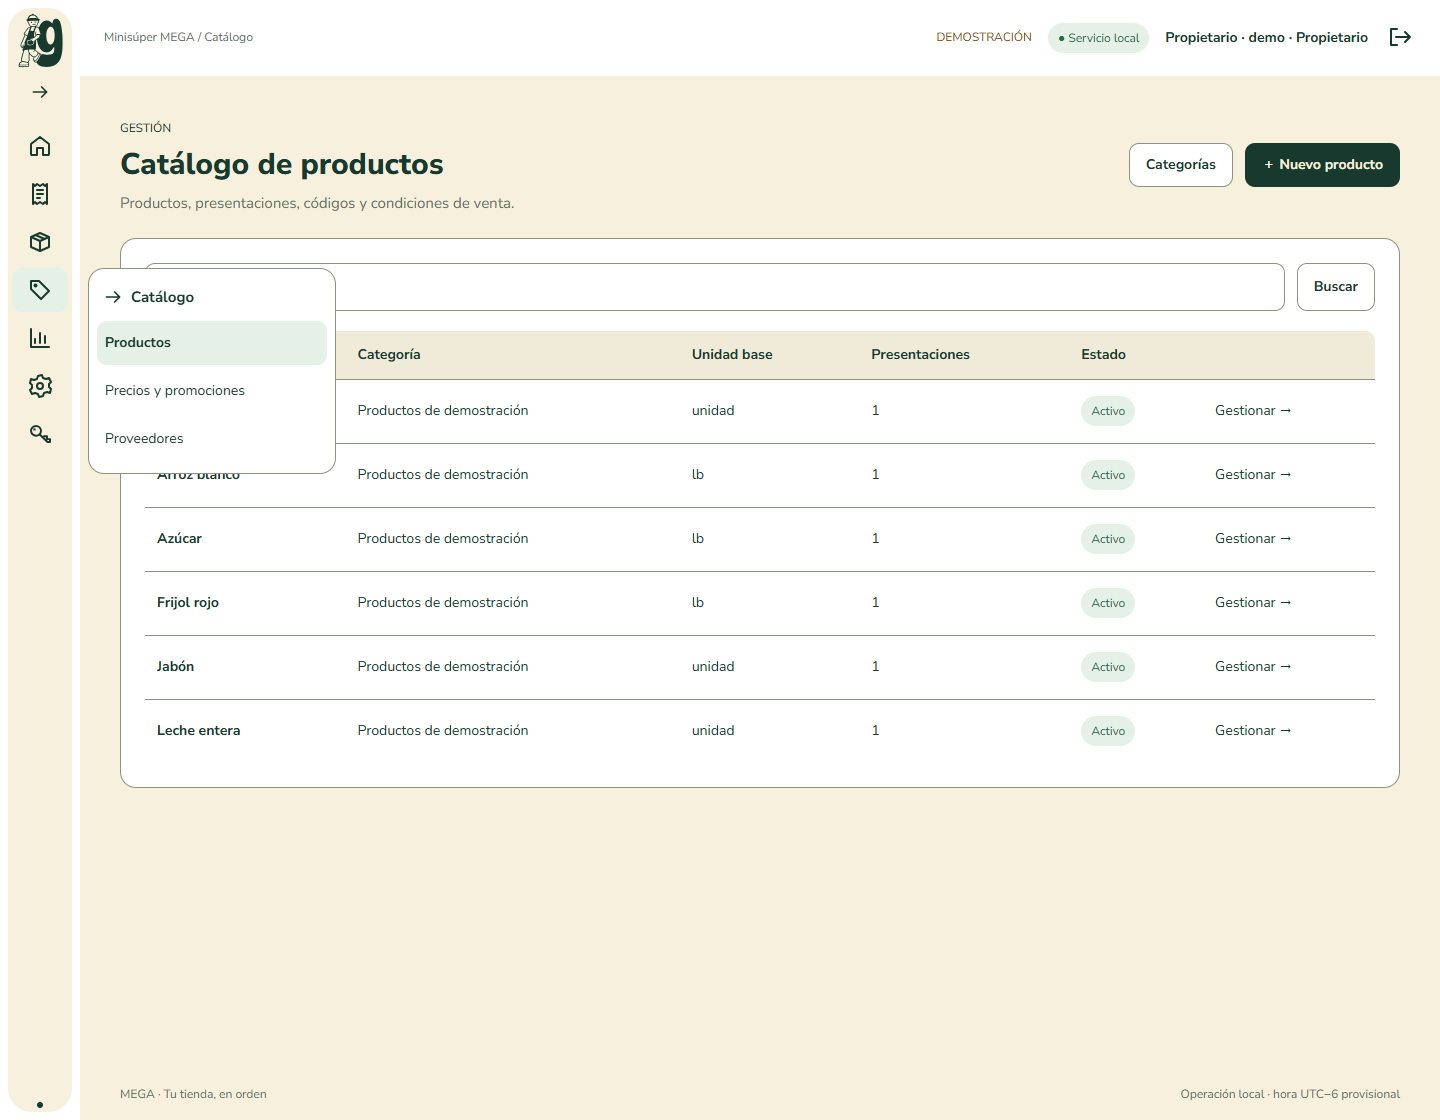 g
Minisúper MEGA / Catálogo
DEMOSTRACIÓN
● Servicio local
Propietario · demo · Propietario
GESTIÓN
Catálogo de productos
Productos, presentaciones, códigos y condiciones de venta.
Categorías
+ Nuevo producto
Buscar
→ Catálogo
Productos
Precios y promociones
Proveedores
Categoría Unidad base Presentaciones Estado
Productos de demostración unidad 1 Activo Gestionar →
Arroz blanco Productos de demostración lb 1 Activo Gestionar →
Azúcar Productos de demostración lb 1 Activo Gestionar →
Frijol rojo Productos de demostración lb 1 Activo Gestionar →
Jabón Productos de demostración unidad 1 Activo Gestionar →
Leche entera Productos de demostración unidad 1 Activo Gestionar →
MEGA · Tu tienda, en orden
Operación local · hora UTC−6 provisional